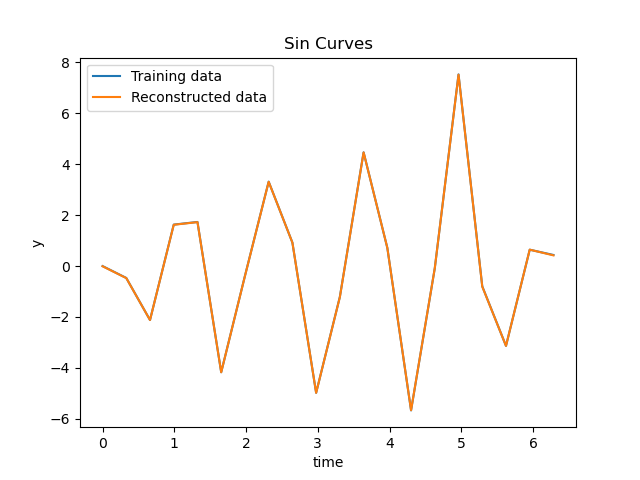 Sin Curves
Training data
Reconstructed data
8
6
4
2
0
−2
−4
−6
y
0 1 2 3 4 5 6
time